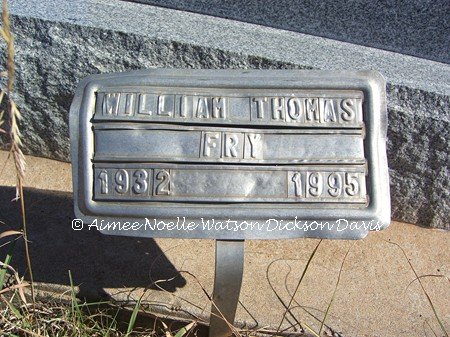 WILLIAM THOMAS
FRY
1932 1995
© Aimee Noelle Watson Dickson Davis